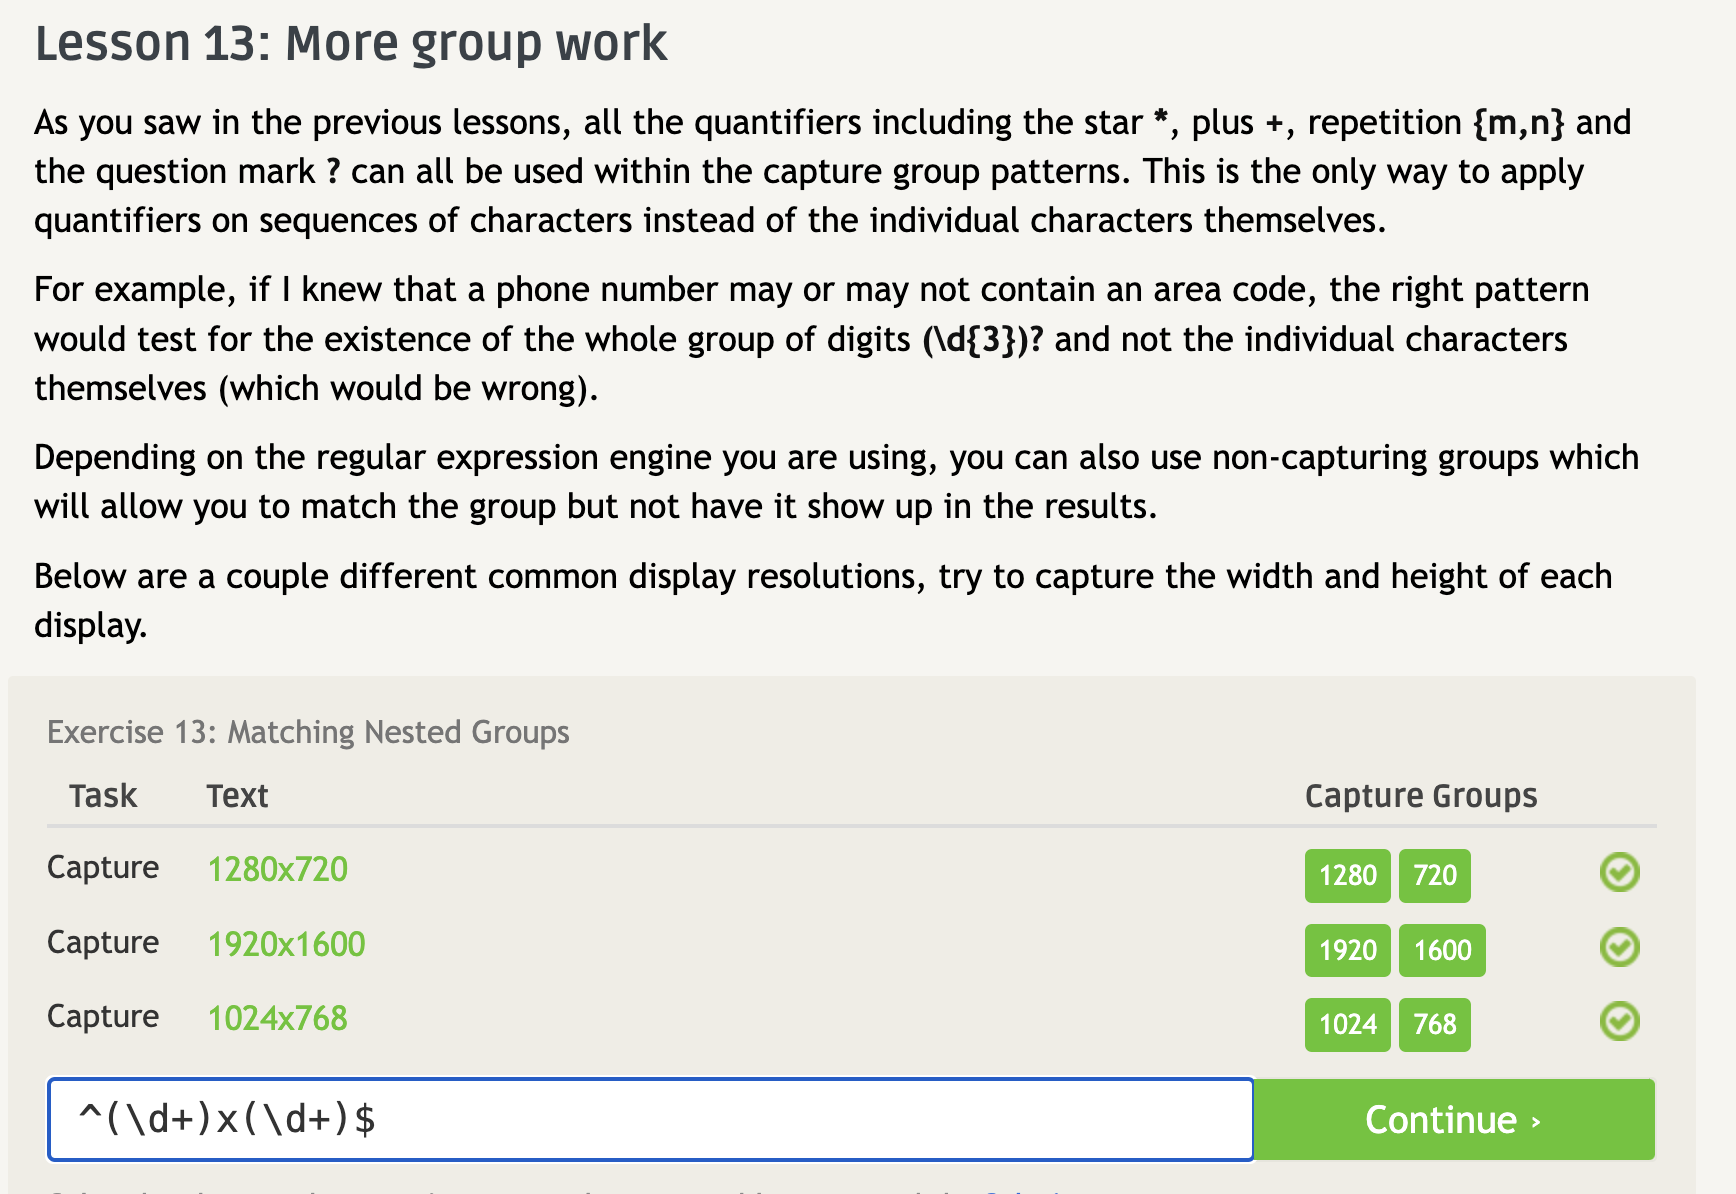 Lesson 13: More group work
As you saw in the previous lessons, all the quantifiers including the star *, plus +, repetition {m,n} and
the question mark ? can all be used within the capture group patterns. This is the only way to apply
quantifiers on sequences of characters instead of the individual characters themselves.
For example, if I knew that a phone number may or may not contain an area code, the right pattern
would test for the existence of the whole group of digits (\d{3})? and not the individual characters
themselves (which would be wrong).
Depending on the regular expression engine you are using, you can also use non-capturing groups which
will allow you to match the group but not have it show up in the results.
Below are a couple different common display resolutions, try to capture the width and height of each
display.
Exercise 13: Matching Nested Groups
Task Text Capture Groups
Capture 1280x720 1280 720
Capture 1920x1600 1920 1600
Capture 1024x768 1024 768
^(\d+)x(\d+)$ Continue ›